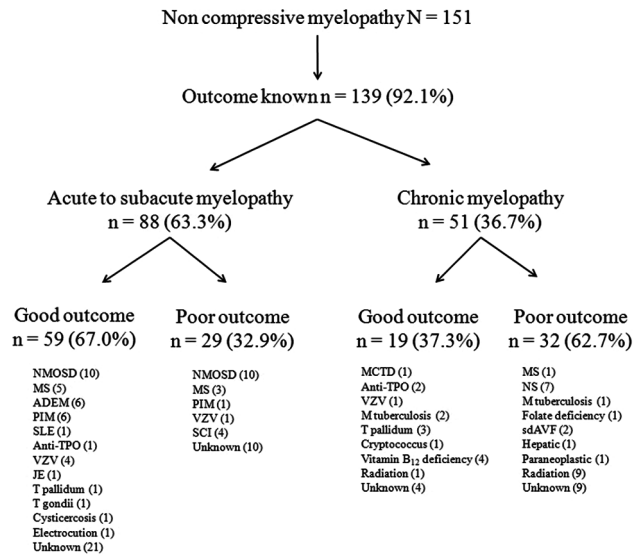 Non compressive myelopathy N = 151
Outcome known n = 139 (92.1%)
Acute to subacute myelopathy
n = 88 (63.3%)
Chronic myelopathy
n = 51 (36.7%)
Good outcome
n = 59 (67.0%)
NMOSD (10)
MS (5)
ADEM (6)
PIM (6)
SLE (1)
Anti-TPO (1)
VZV (4)
JE (1)
T pallidum (1)
T gondii (1)
Cysticercosis (1)
Electrocution (1)
Unknown (21)
Poor outcome
n = 29 (32.9%)
NMOSD (10)
MS (3)
PIM (1)
VZV (1)
SCI (4)
Unknown (10)
Good outcome
n = 19 (37.3%)
MCTD (1)
Anti-TPO (2)
VZV (1)
M tuberculosis (2)
T pallidum (3)
Cryptococcus (1)
Vitamin B12 deficiency (4)
Radiation (1)
Unknown (4)
Poor outcome
n = 32 (62.7%)
MS (1)
NS (7)
M tuberculosis (1)
Folate deficiency (1)
sdAVF (2)
Hepatic (1)
Paraneoplastic (1)
Radiation (9)
Unknown (9)